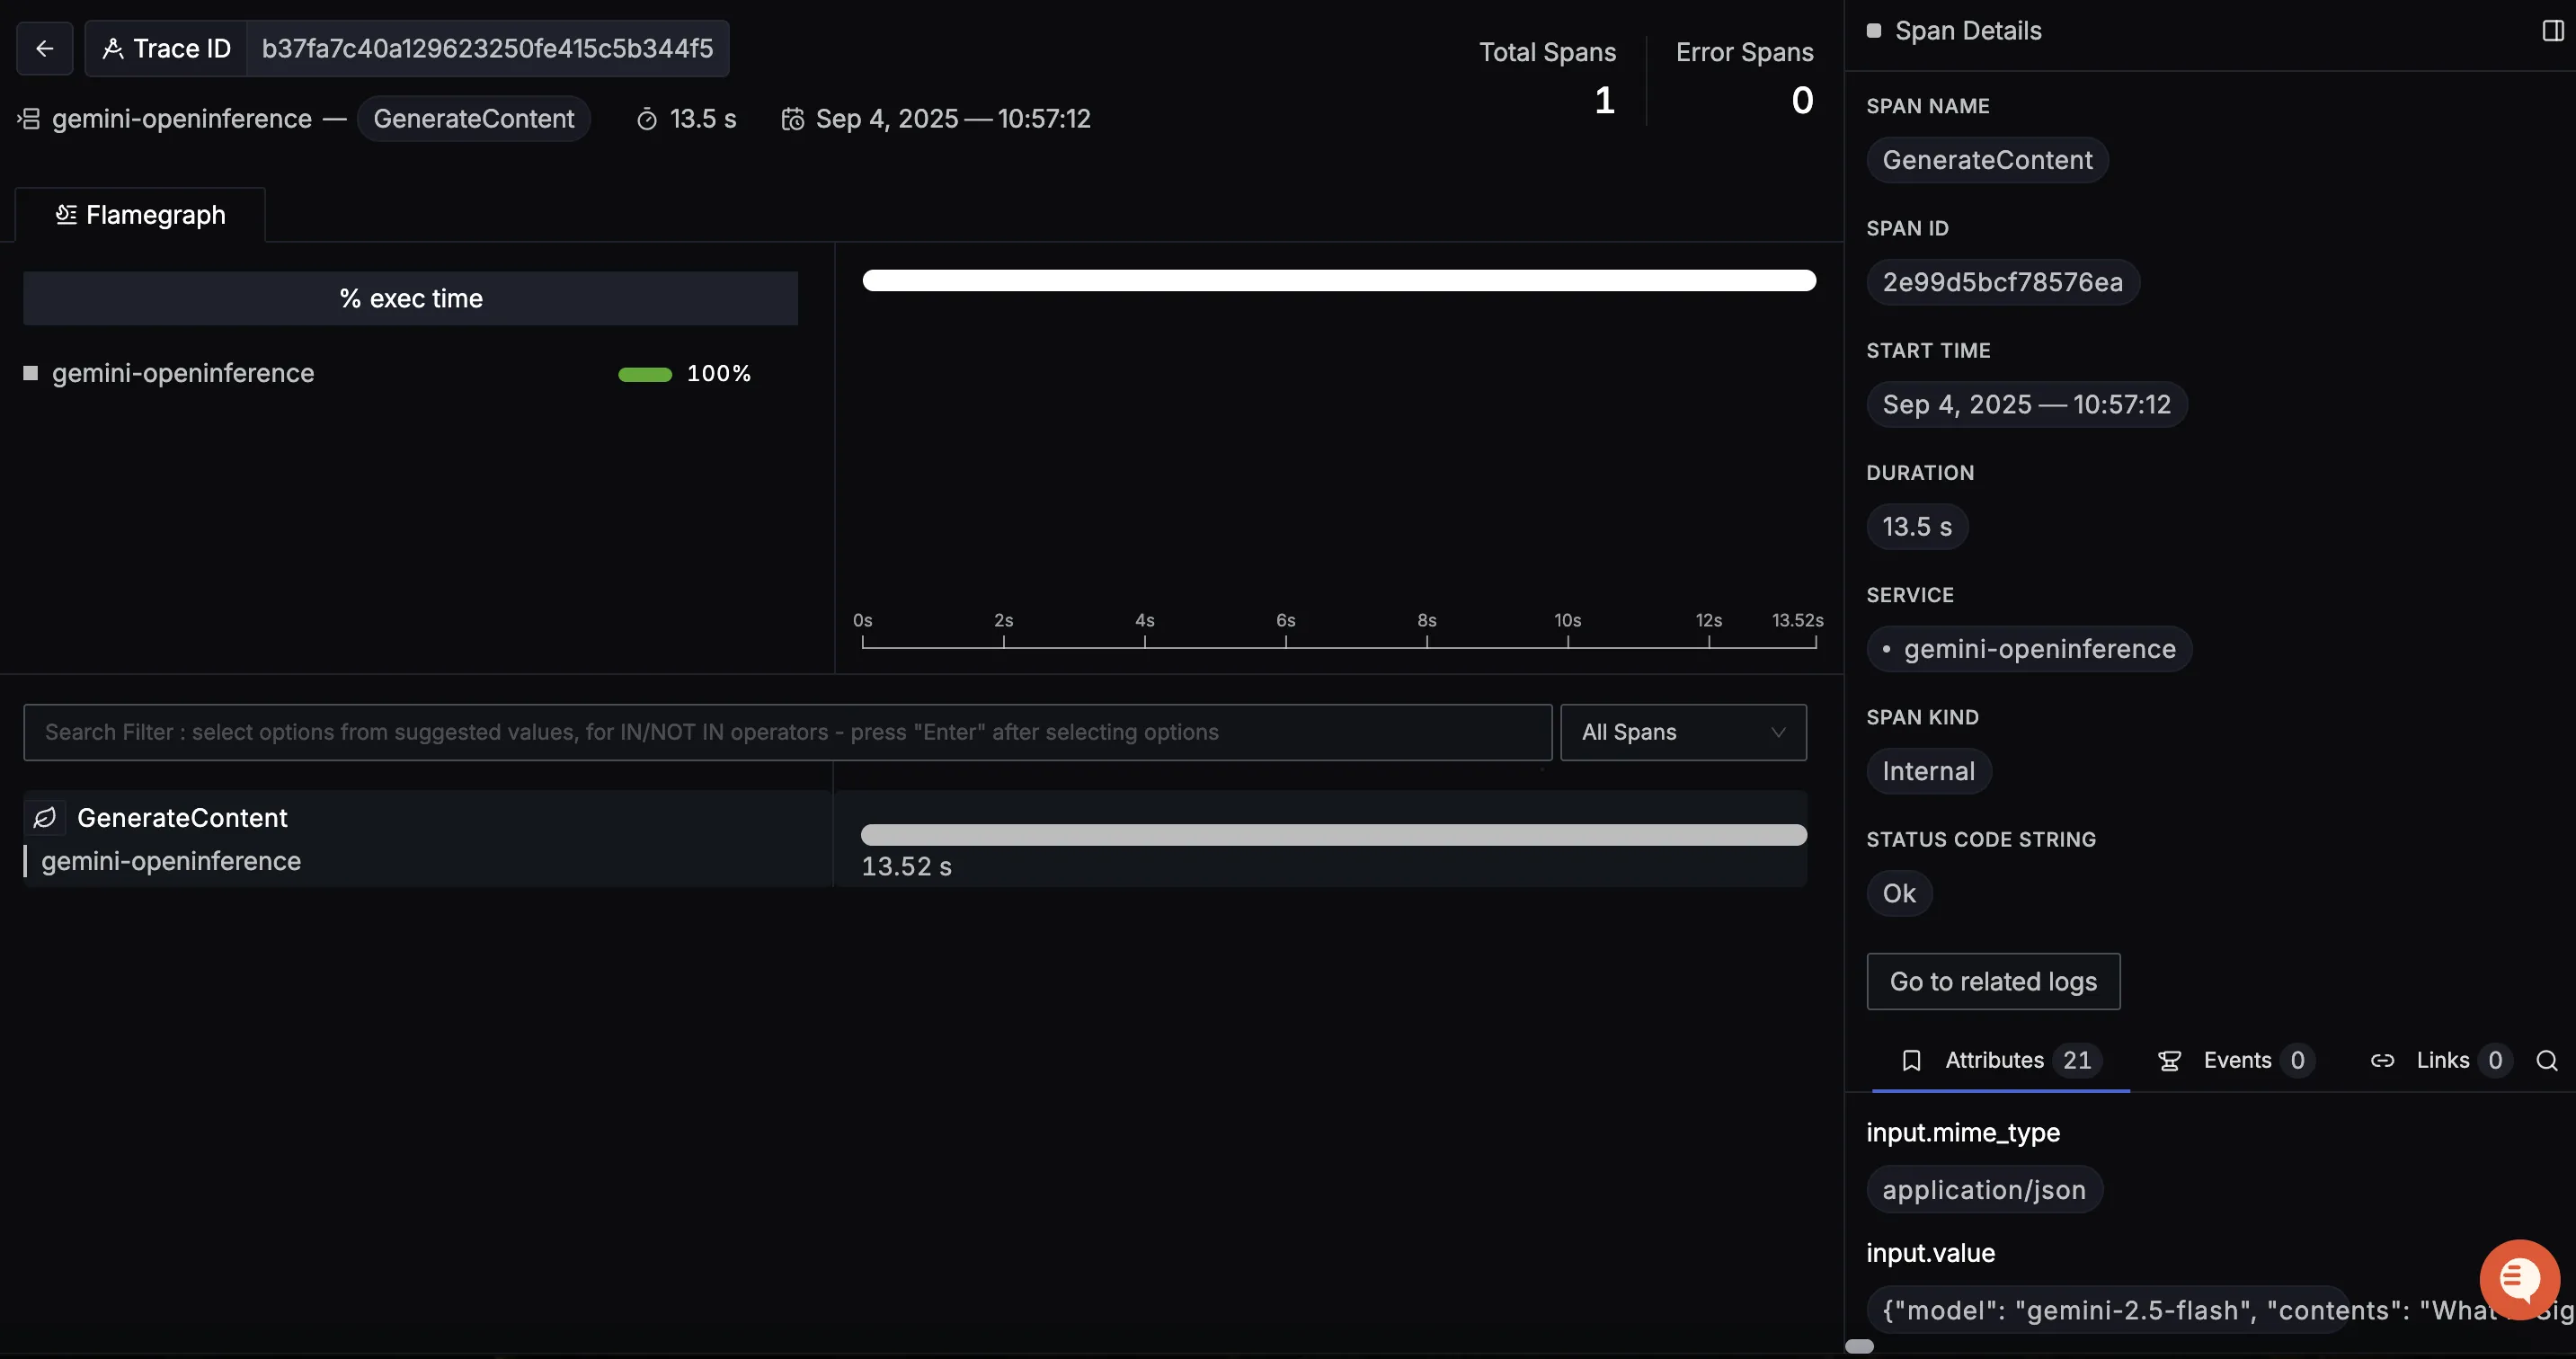 Trace ID b37fa7c40a129623250fe415c5b344f5
gemini-openinference — GenerateContent 13.5 s Sep 4, 2025 — 10:57:12
Total Spans
1
Error Spans
0
Flamegraph
% exec time
gemini-openinference 100%
0s 2s 4s 6s 8s 10s 12s 13.52s
Search Filter : select options from suggested values, for IN/NOT IN operators - press "Enter" after selecting options
All Spans
GenerateContent
gemini-openinference
13.52 s
Span Details
SPAN NAME
GenerateContent
SPAN ID
2e99d5bcf78576ea
START TIME
Sep 4, 2025 — 10:57:12
DURATION
13.5 s
SERVICE
• gemini-openinference
SPAN KIND
Internal
STATUS CODE STRING
Ok
Go to related logs
Attributes 21 Events 0 Links 0
input.mime_type
application/json
input.value
{"model": "gemini-2.5-flash", "contents": "What